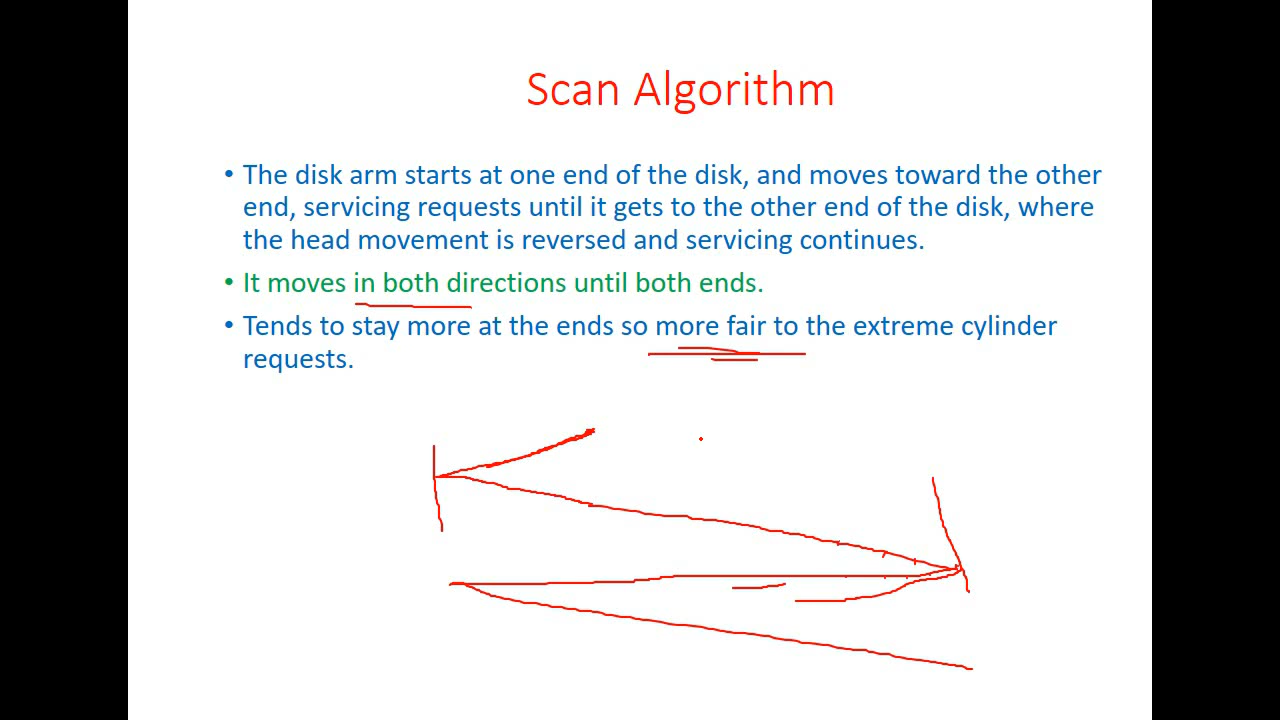 Scan Algorithm
• The disk arm starts at one end of the disk, and moves toward the other
end, servicing requests until it gets to the other end of the disk, where
the head movement is reversed and servicing continues.
• It moves in both directions until both ends.
• Tends to stay more at the ends so more fair to the extreme cylinder
requests.